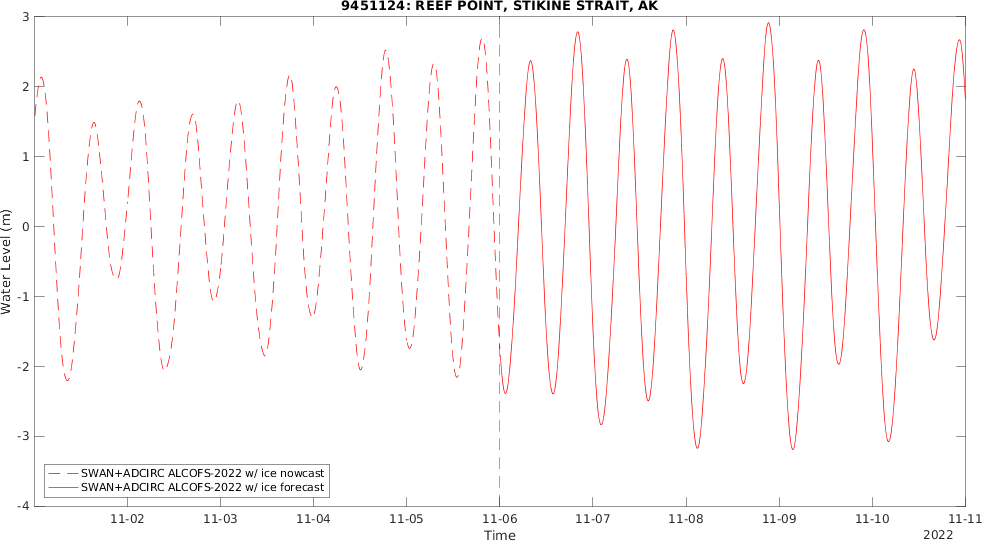 9451124: REEF POINT, STIKINE STRAIT, AK
3
2
1
0
-1
-2
-3
-4
Water Level (m)
SWAN+ADCIRC ALCOFS-2022 w/ ice nowcast
SWAN+ADCIRC ALCOFS-2022 w/ ice forecast
11-02 11-03 11-04 11-05 11-06 11-07 11-08 11-09 11-10 11-11
Time
2022